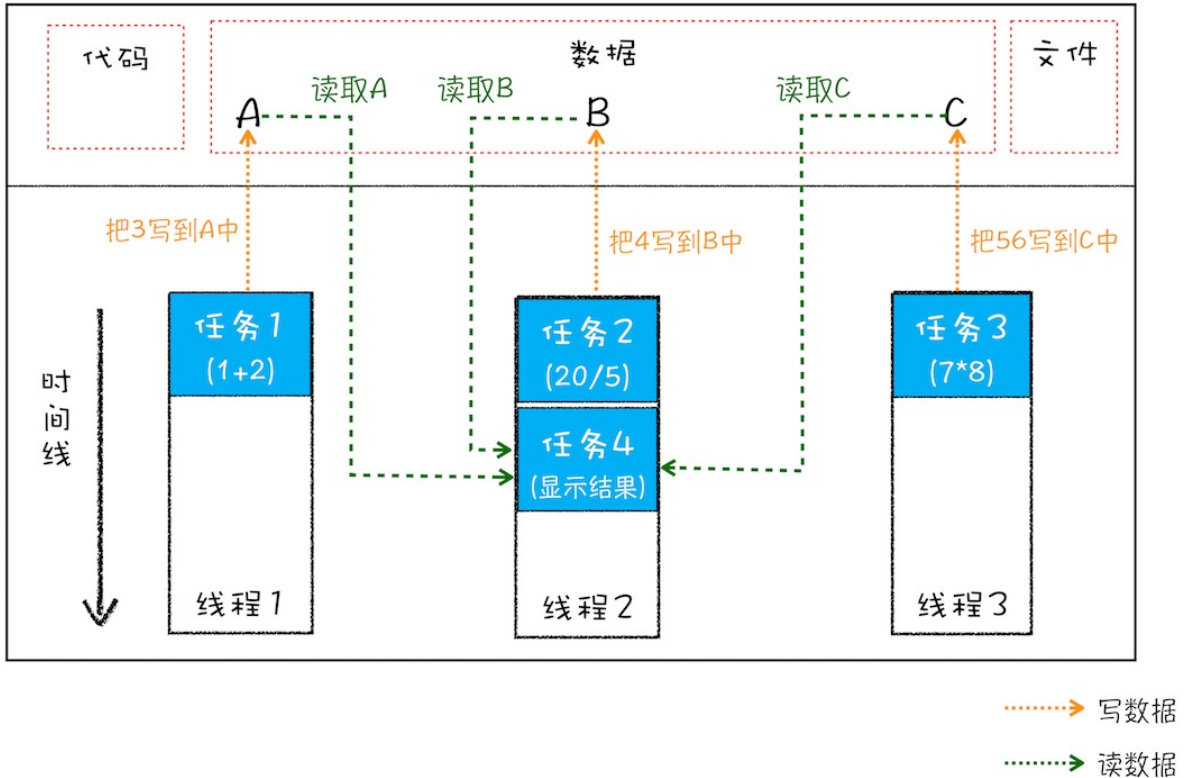 代码
数据
文件
读取A
读取B
读取C
A
B
C
把3写到A中
把4写到B中
把56写到C中
时间线
任务1
(1+2)
任务2
(20/5)
任务3
(7*8)
任务4
(显示结果)
线程1
线程2
线程3
写数据
读数据